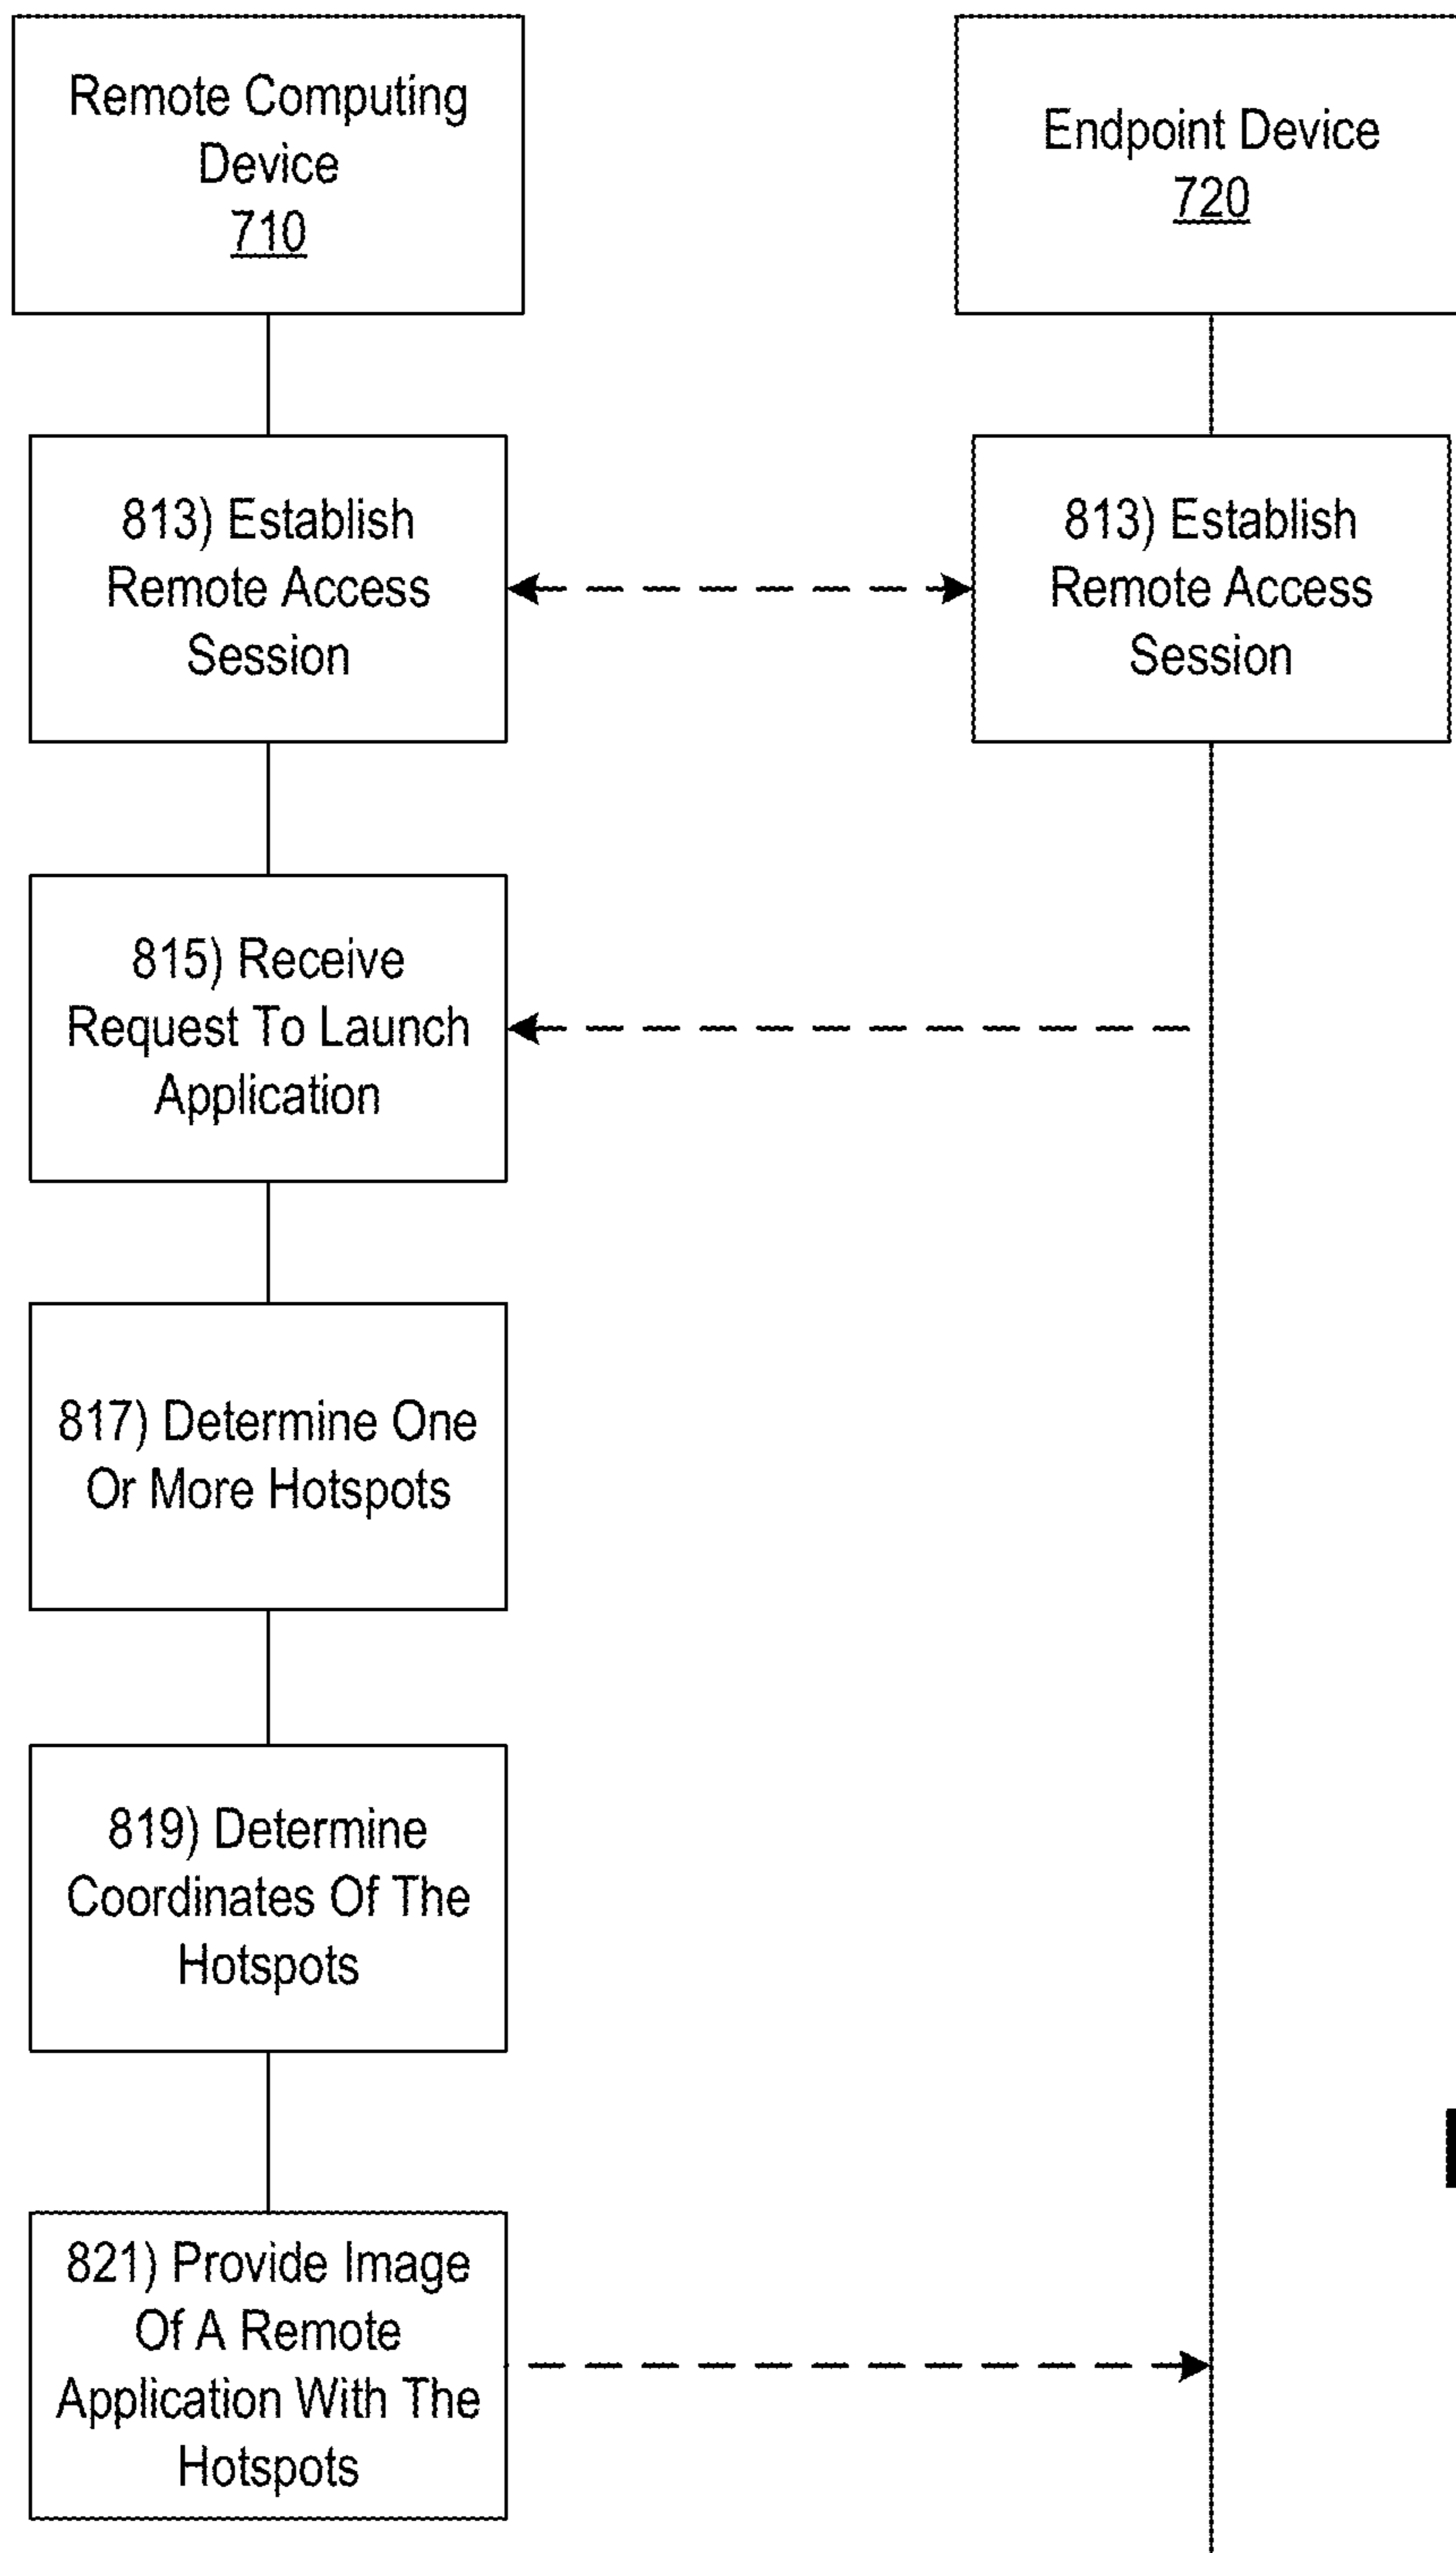 Remote Computing
Device
710
Endpoint Device
720
813) Establish
Remote Access
Session
813) Establish
Remote Access
Session
815) Receive
Request To Launch
Application
817) Determine One
Or More Hotspots
819) Determine
Coordinates Of The
Hotspots
821) Provide Image
Of A Remote
Application With The
Hotspots